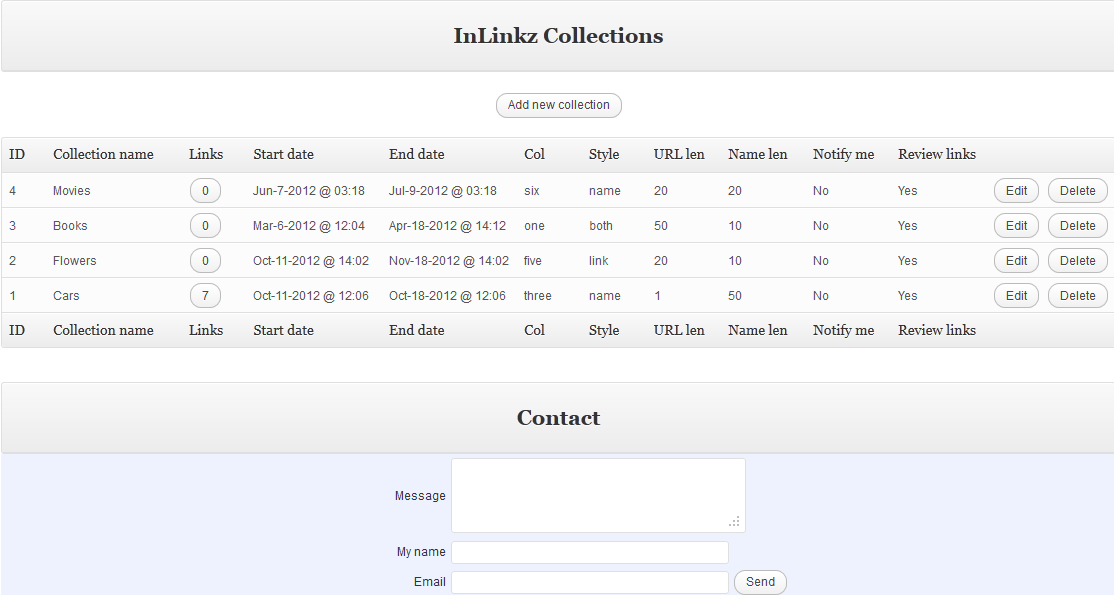 InLinkz Collections
Add new collection
ID Collection name Links Start date End date Col Style URL len Name len Notify me Review links
4 Movies 0 Jun-7-2012 @ 03:18 Jul-9-2012 @ 03:18 six name 20 20 No Yes Edit Delete
3 Books 0 Mar-6-2012 @ 12:04 Apr-18-2012 @ 14:12 one both 50 10 No Yes Edit Delete
2 Flowers 0 Oct-11-2012 @ 14:02 Nov-18-2012 @ 14:02 five link 20 10 No Yes Edit Delete
1 Cars 7 Oct-11-2012 @ 12:06 Oct-18-2012 @ 12:06 three name 1 50 No Yes Edit Delete
ID Collection name Links Start date End date Col Style URL len Name len Notify me Review links
Contact
Message
My name
Email Send